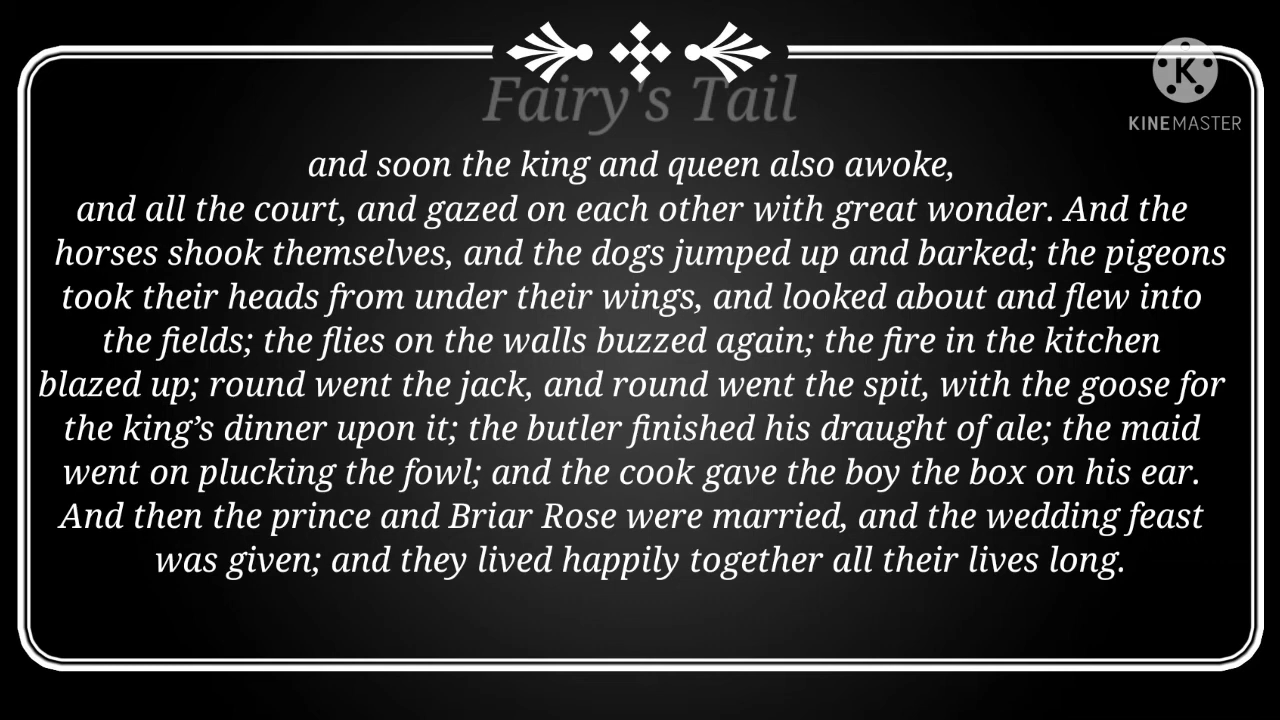 Fairy's Tail
K
KINEMASTER
and soon the king and queen also awoke,
and all the court, and gazed on each other with great wonder. And the
horses shook themselves, and the dogs jumped up and barked; the pigeons
took their heads from under their wings, and looked about and flew into
the fields; the flies on the walls buzzed again; the fire in the kitchen
blazed up; round went the jack, and round went the spit, with the goose for
the king’s dinner upon it; the butler finished his draught of ale; the maid
went on plucking the fowl; and the cook gave the boy the box on his ear.
And then the prince and Briar Rose were married, and the wedding feast
was given; and they lived happily together all their lives long.